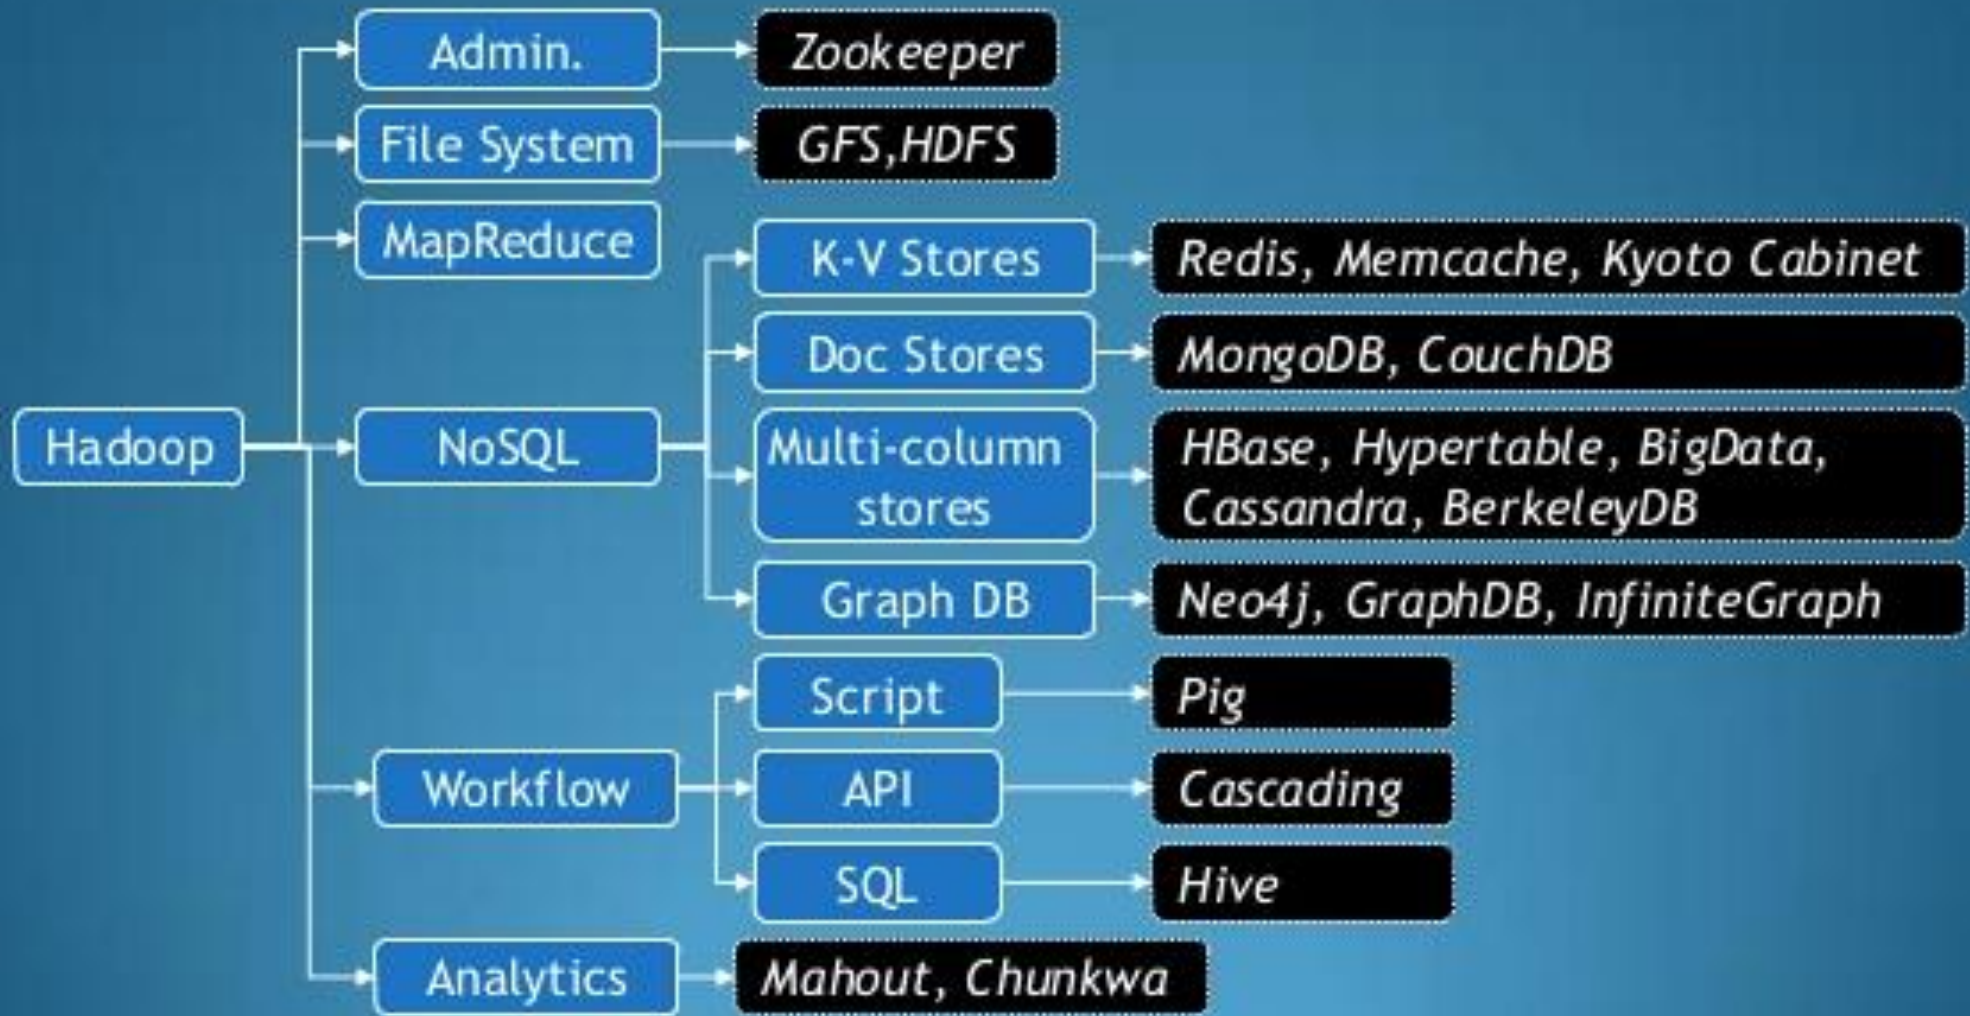 Admin.
Zookeeper
File System
GFS,HDFS
MapReduce
K-V Stores
Redis, Memcache, Kyoto Cabinet
Doc Stores
MongoDB, CouchDB
Hadoop
NoSQL
Multi-column
stores
HBase, Hypertable, BigData,
Cassandra, BerkeleyDB
Graph DB
Neo4j, GraphDB, InfiniteGraph
Script
Pig
Workflow
API
Cascading
SQL
Hive
Analytics
Mahout, Chunkwa